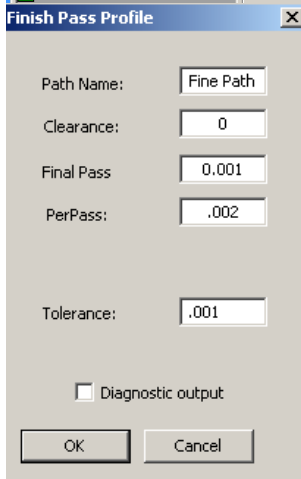 Finish Pass Profile
Path Name: Fine Path
Clearance: 0
Final Pass 0.001
PerPass: .002
Tolerance: .001
Diagnostic output
OK Cancel